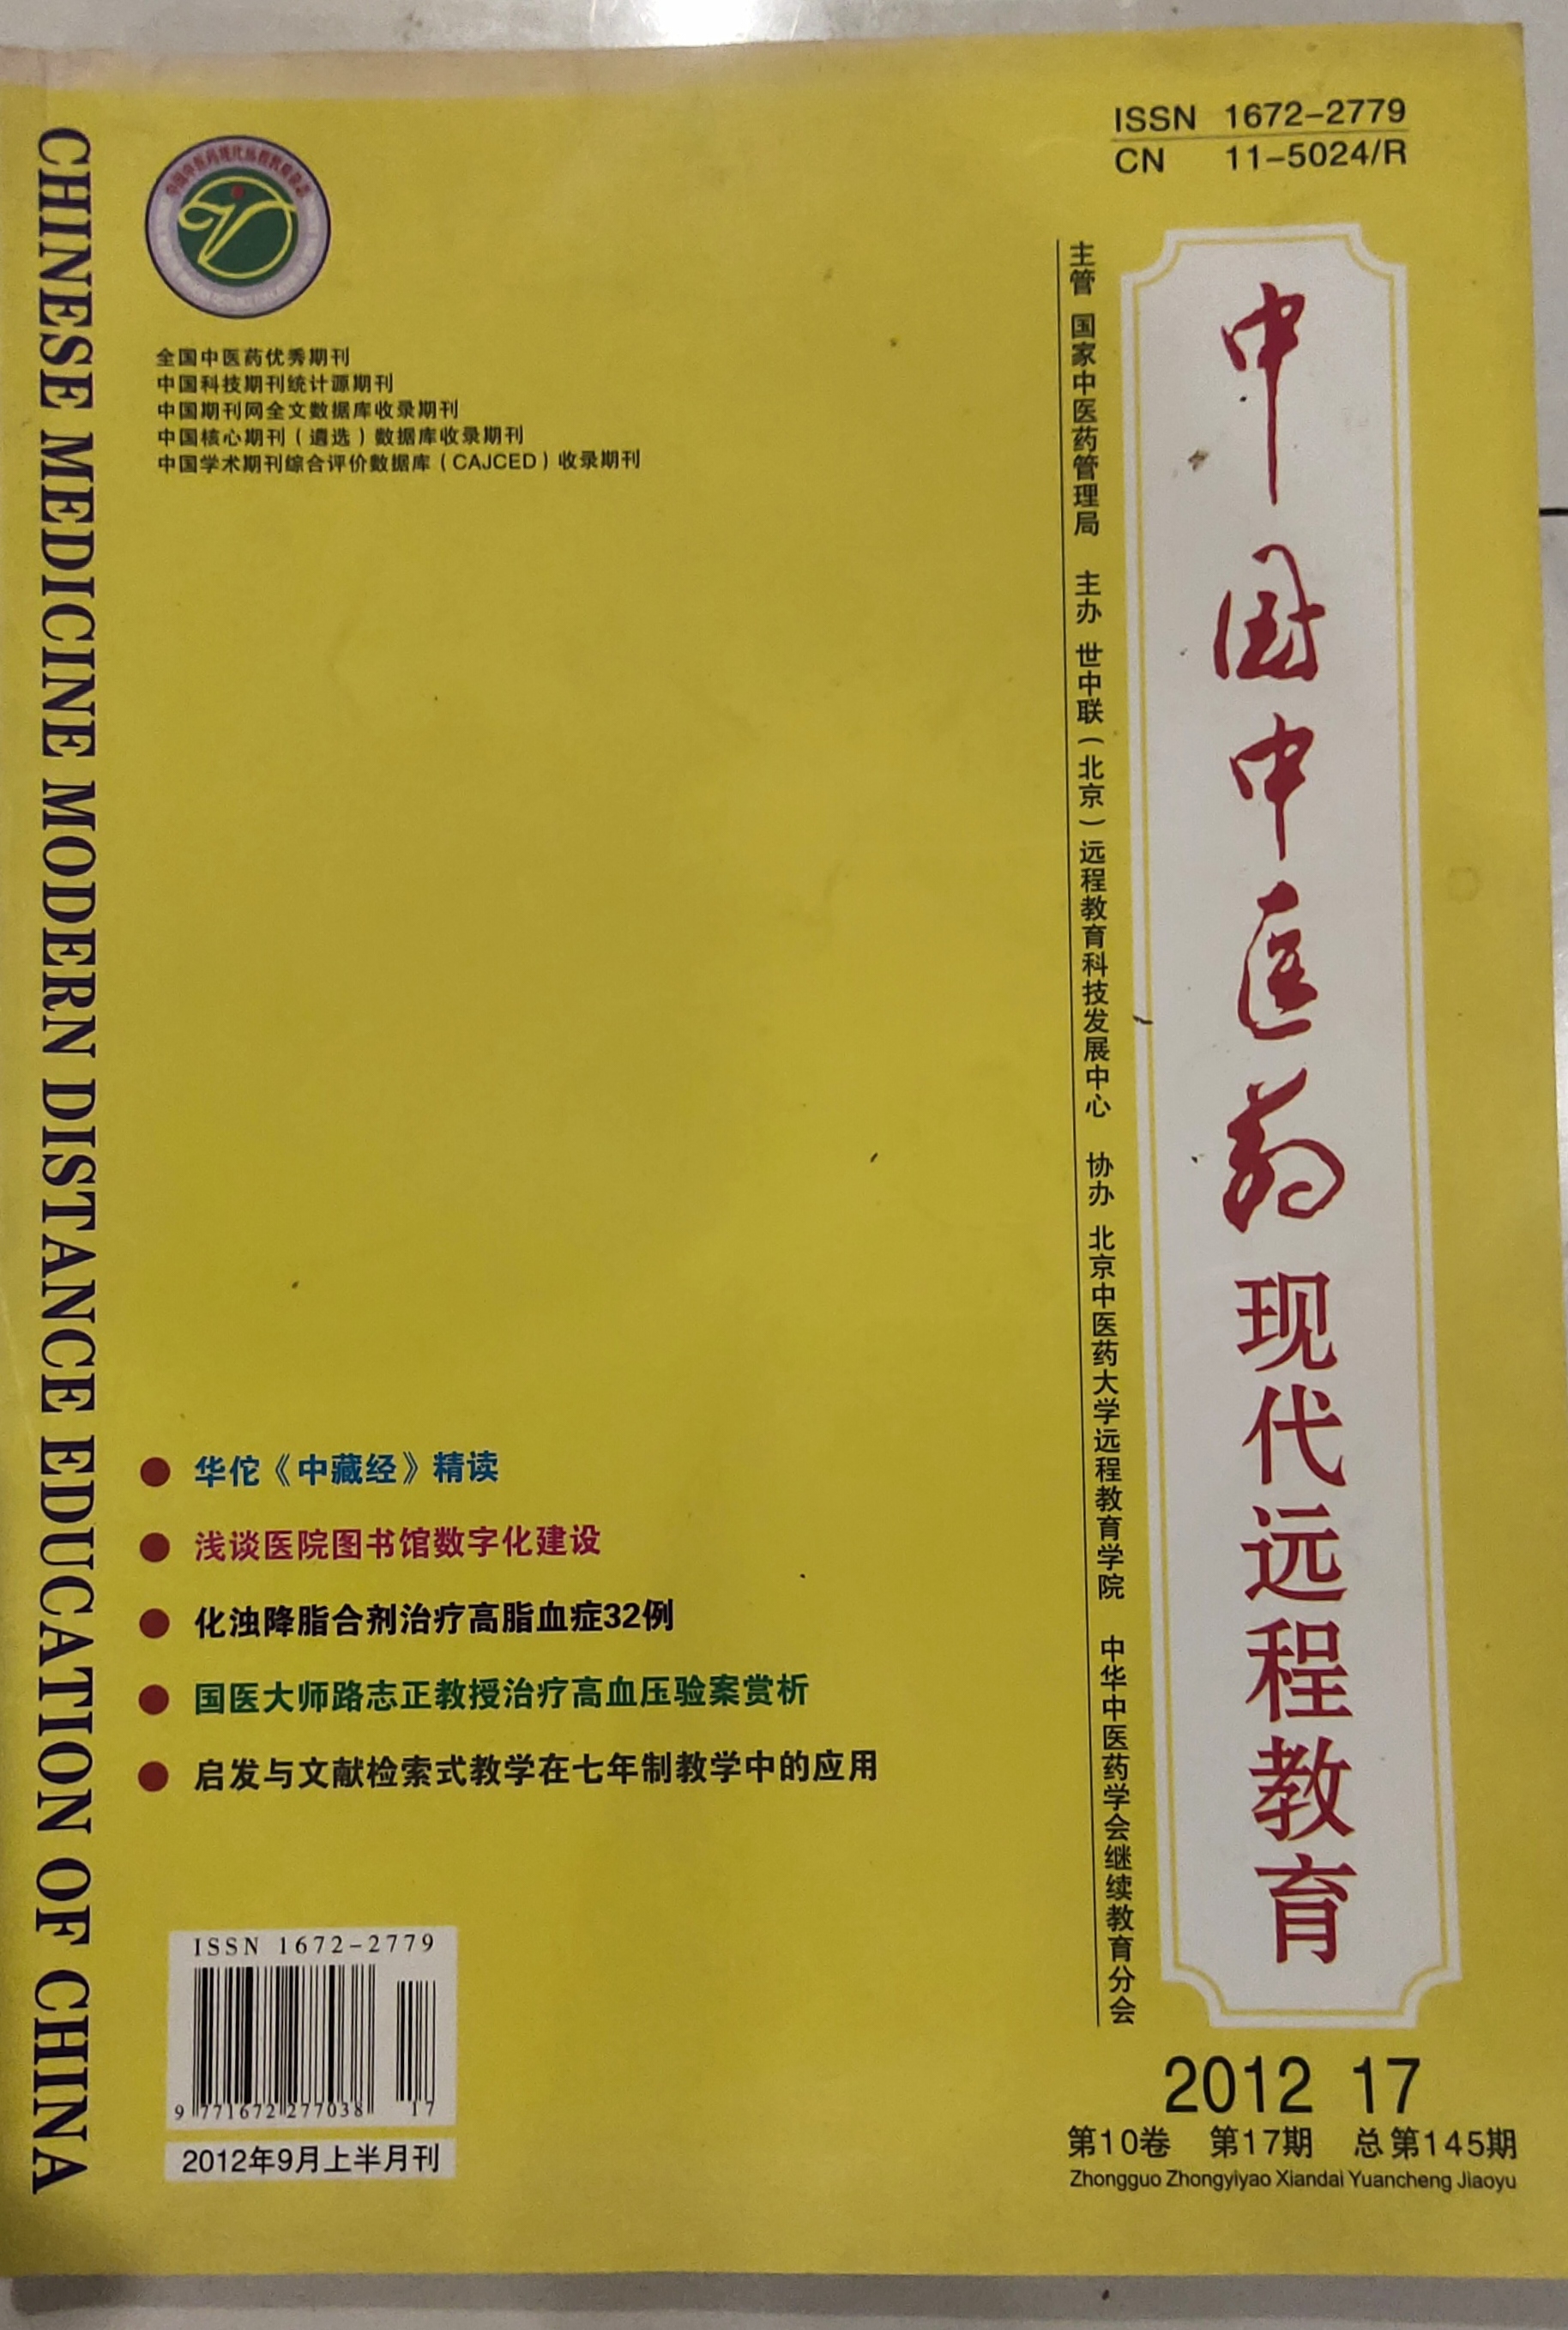 CHINESE MEDICINE MODERN DISTANCE EDUCATION OF CHINA
中国中医药现代远程教育杂志
全国中医药优秀期刊
中国科技期刊统计源期刊
中国期刊网全文数据库收录期刊
中国核心期刊(遴选)数据库收录期刊
中国学术期刊综合评价数据库(CAJCED)收录期刊
ISSN 1672-2779
CN 11-5024/R
中国中医药现代远程教育
主管 国家中医药管理局 主办 世中联(北京)远程教育科技发展中心 协办 北京中医药大学远程教育学院 中华中医药学会继续教育分会
华佗《中藏经》精读
浅谈医院图书馆数字化建设
化浊降脂合剂治疗高脂血症32例
国医大师路志正教授治疗高血压验案赏析
启发与文献检索式教学在七年制教学中的应用
ISSN 1672-2779
9 771672 277038 17
2012年9月上半月刊
2012 17
第10卷 第17期 总第145期
Zhongguo Zhongyiyao Xiandai Yuancheng Jiaoyu